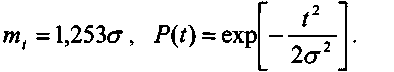 m_t = 1,253σ, P(t) = exp[-t²/2σ²].